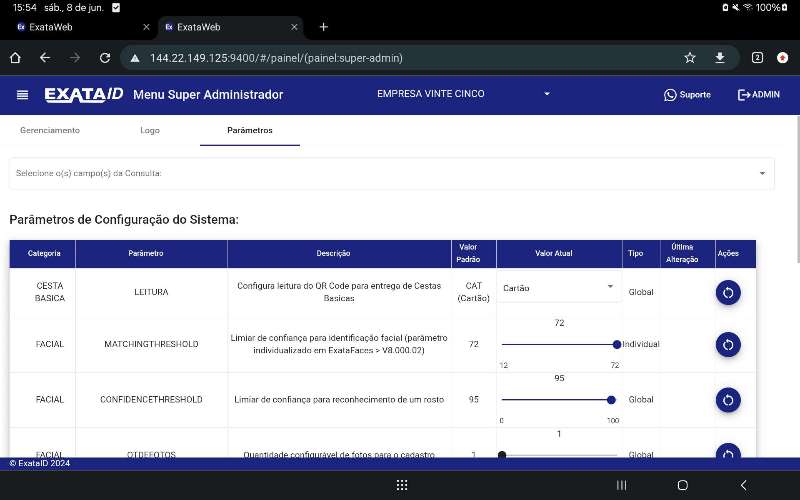 15:54 sáb., 8 de jun. 100%
ExataWeb
ExataWeb
144.22.149.125:9400/#/painel/(painel:super-admin)
2
EXATAID Menu Super Administrador EMPRESA VINTE CINCO Suporte ADMIN
Gerenciamento Logo Parâmetros
Selecione o(s) campo(s) da Consulta:
Parâmetros de Configuração do Sistema:
Categoria Parâmetro Descrição Valor Padrão Valor Atual Tipo Última Alteração Ações
CESTA BASICA LEITURA Configura leitura do QR Code para entrega de Cestas Basicas CAT (Cartão) Cartão Global
FACIAL MATCHINGTHRESHOLD Limiar de confiança para identificação facial (parâmetro individualizado em ExataFaces > V8.000.02) 72 72 12 72 Individual
FACIAL CONFIDENCETHRESHOLD Limiar de confiança para reconhecimento de um rosto 95 95 0 100 Global
FACIAL QTDEFOTOS Quantidade configurável de fotos para o cadastro 1 1 Global
© ExataID 2024